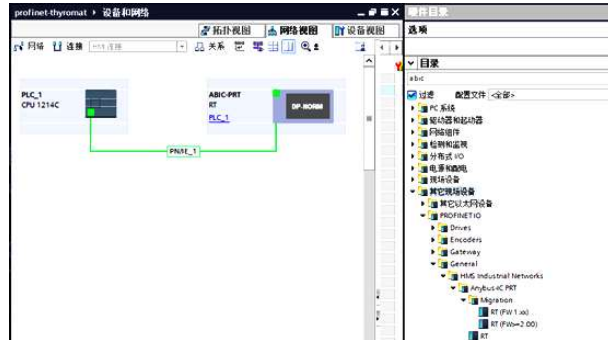 profinet-thyromat ▸ 设备和网络
拓扑视图 网络视图 设备视图
网络 连接 HMI 连接 关系
PLC_1
CPU 1214C
ABIC-PRT
RT
PLC_1
DP-NORM
PN/IE_1
硬件目录
选项
目录
abic
过滤 配置文件 <全部>
PC 系统
驱动器和起动器
网络组件
检测和监视
分布式 I/O
电源和配电
现场设备
其它现场设备
其它以太网设备
PROFINET IO
Drives
Encoders
Gateway
General
HMS Industrial Networks
Anybus-IC PRT
Migration
RT (FW 1.xx)
RT (FW>=2.00)
RT